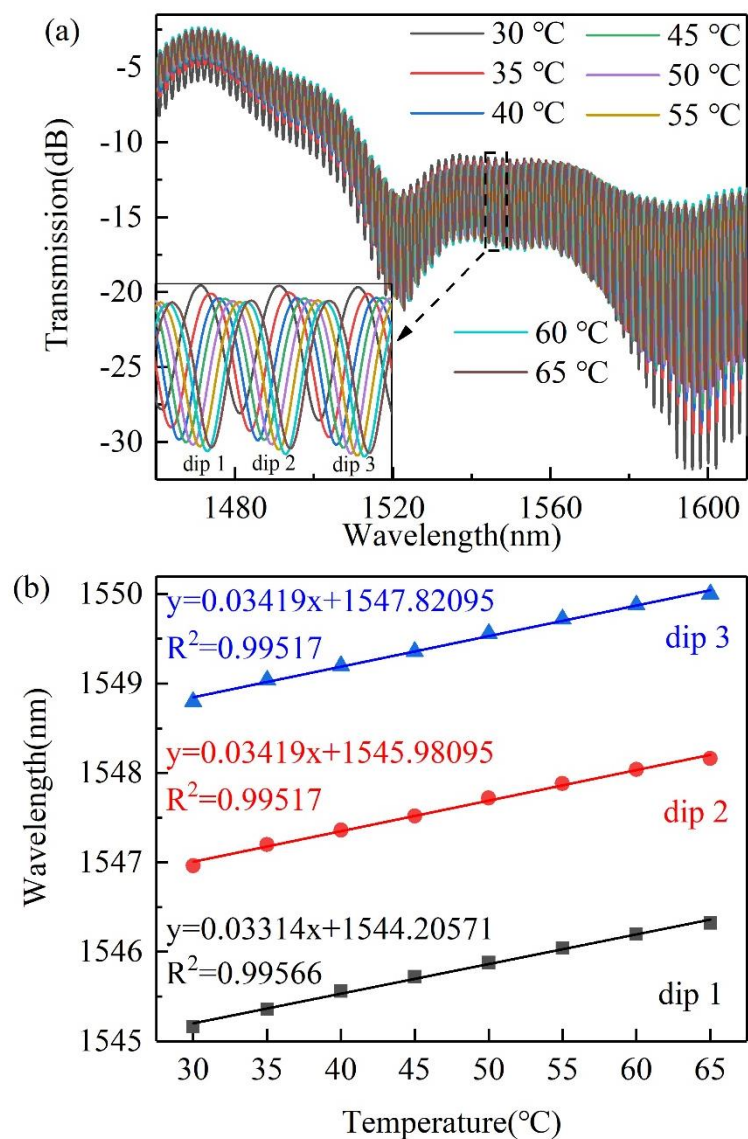 (a)
30 °C
45 °C
35 °C
50 °C
40 °C
55 °C
60 °C
65 °C
-5
-10
-15
-20
-25
-30
Transmission(dB)
dip 1
dip 2
dip 3
1480
1520
1560
1600
Wavelength(nm)
(b)
1550
1549
1548
1547
1546
1545
Wavelength(nm)
y=0.03419x+1547.82095
R²=0.99517
dip 3
y=0.03419x+1545.98095
R²=0.99517
dip 2
y=0.03314x+1544.20571
R²=0.99566
dip 1
30 35 40 45 50 55 60 65
Temperature(°C)